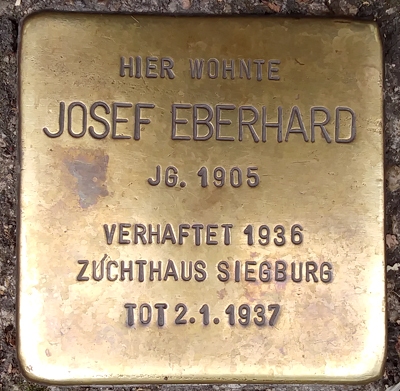 HIER WOHNTE
JOSEF EBERHARD
JG. 1905
VERHAFTET 1936
ZUCHTHAUS SIEGBURG
TOT 2.1.1937